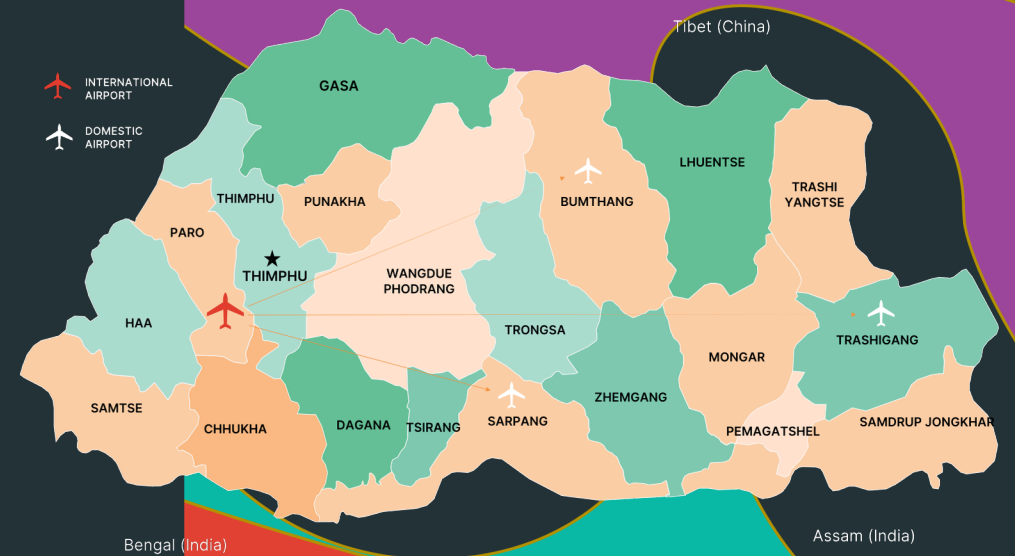 Tibet (China)
INTERNATIONAL
AIRPORT
DOMESTIC
AIRPORT
GASA
LHUENTSE
TRASHI
YANGTSE
THIMPHU
PUNAKHA
BUMTHANG
PARO
THIMPHU
WANGDUE
PHODRANG
HAA
TRONGSA
TRASHIGANG
MONGAR
SAMTSE
CHHUKHA
DAGANA
TSIRANG
SARPANG
ZHEMGANG
PEMAGATSHEL
SAMDRUP JONGKHAR
Bengal (India)
Assam (India)